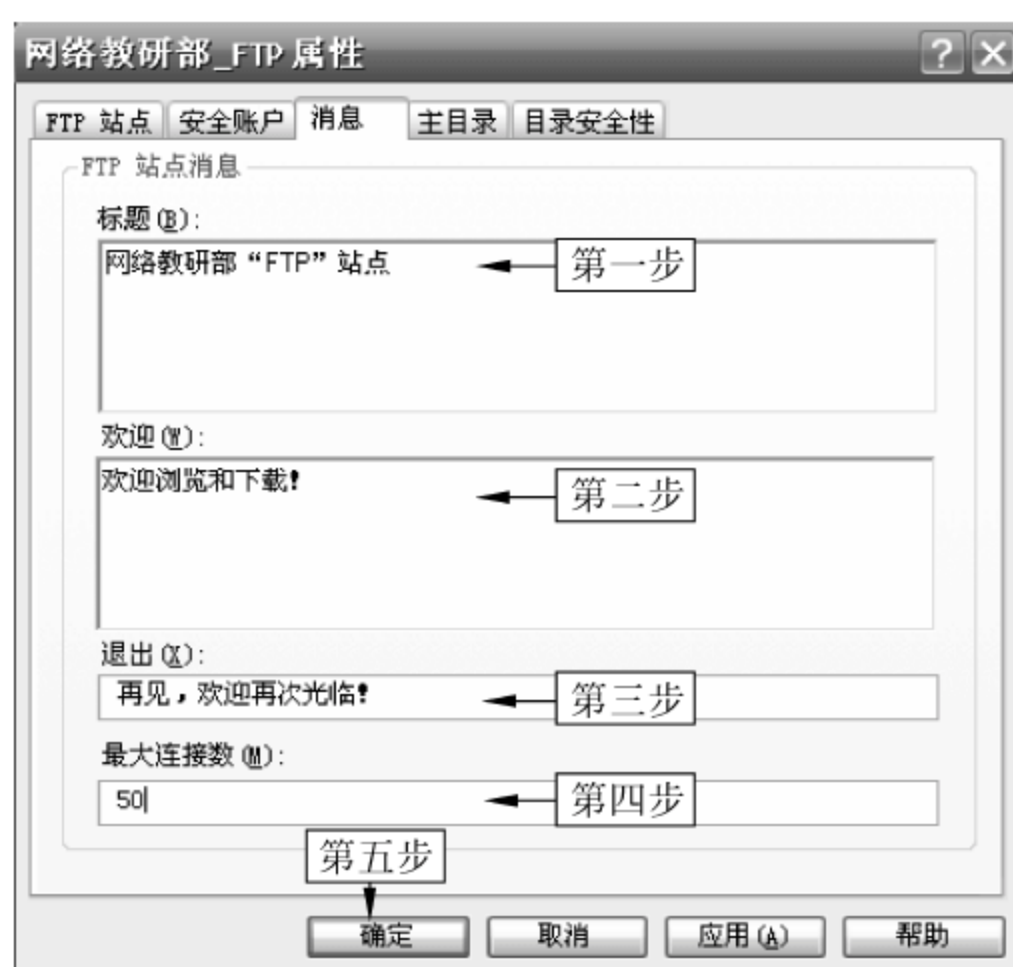 网络教研部_FTP 属性
FTP 站点 安全账户 消息 主目录 目录安全性
FTP 站点消息
标题(B):
网络教研部“FTP”站点 第一步
欢迎(W):
欢迎浏览和下载! 第二步
退出(X):
再见，欢迎再次光临! 第三步
最大连接数(M):
50 第四步
第五步
确定 取消 应用(A) 帮助